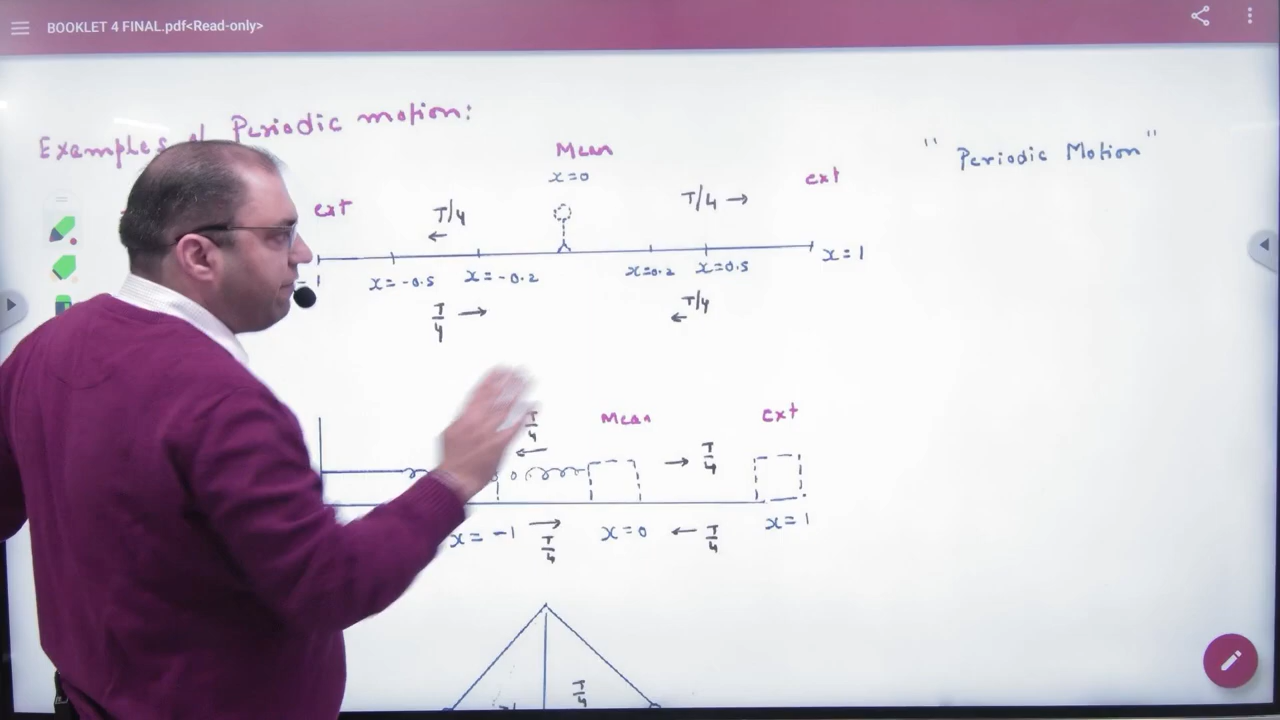 BOOKLET 4 FINAL.pdf<Read-only>
Examples of Periodic motion:
" Periodic Motion "
Mean
x=0
ext
T/4 →
ext
T/4
←
x=1
-1
x=-0.5
x=-0.2
x=0.2
x=0.5
T/4 →
← T/4
T/4
←
Mean
ext
→ T/4
x=-1
→
T/4
x=0
← T/4
x=1
T/4